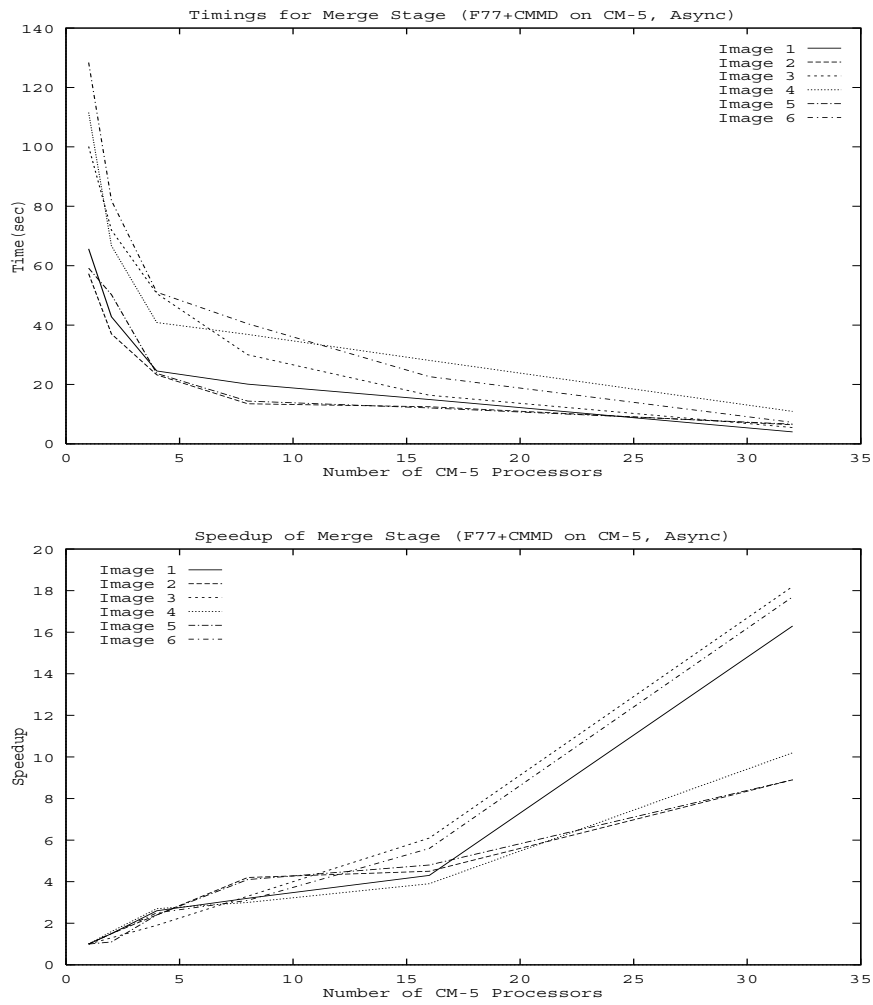 Timings for Merge Stage (F77+CMMD on CM-5, Async)
140
120
100
80
60
40
20
0
Time(sec)
Image 1
Image 2
Image 3
Image 4
Image 5
Image 6
0 5 10 15 20 25 30 35
Number of CM-5 Processors
Speedup of Merge Stage (F77+CMMD on CM-5, Async)
20
18
16
14
12
10
8
6
4
2
0
Speedup
Image 1
Image 2
Image 3
Image 4
Image 5
Image 6
0 5 10 15 20 25 30 35
Number of CM-5 Processors